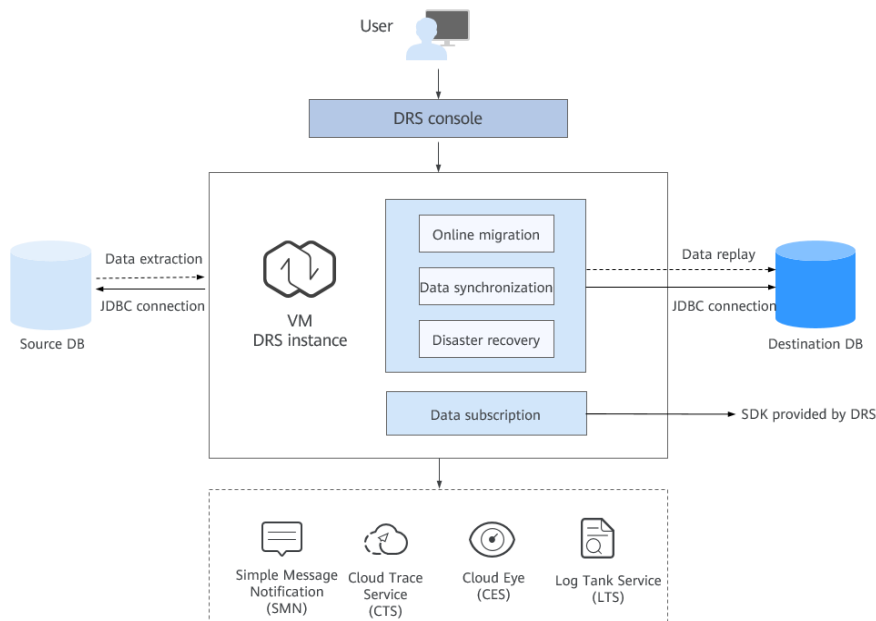 User
DRS console
Online migration
Data extraction
Data replay
Data synchronization
JDBC connection
JDBC connection
VM
DRS instance
Source DB
Disaster recovery
Destination DB
Data subscription
SDK provided by DRS
Simple Message
Notification
(SMN)
Cloud Trace
Service
(CTS)
Cloud Eye
(CES)
Log Tank Service
(LTS)